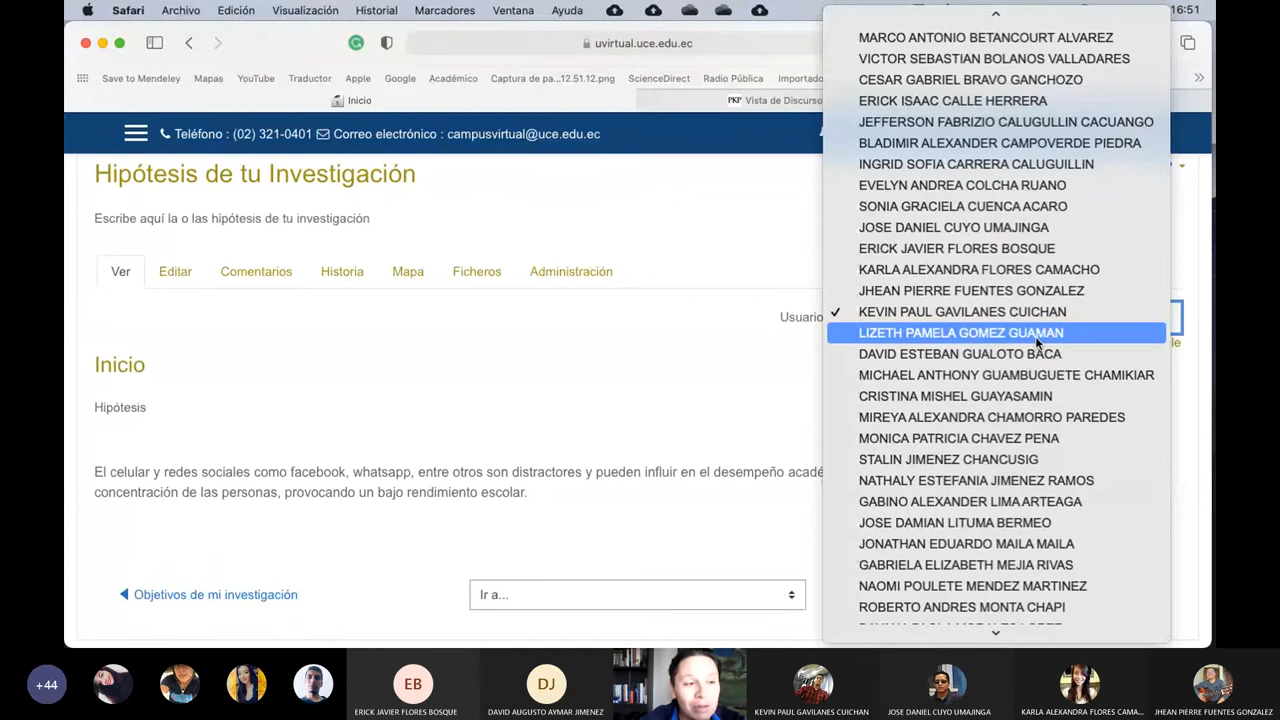 Safari Archivo Edición Visualización Historial Marcadores Ventana Ayuda 16:51
uvirtual.uce.edu.ec
Save to Mendeley Mapas YouTube Traductor Apple Google Académico Captura de pa...12.51.12.png ScienceDirect Radio Pública Importado
Inicio
PKP Vista de Discurso
Teléfono : (02) 321-0401 Correo electrónico : campusvirtual@uce.edu.ec
Hipótesis de tu Investigación
Escribe aquí la o las hipótesis de tu investigación
Ver Editar Comentarios Historia Mapa Ficheros Administración
Usuario
Inicio
Hipótesis
El celular y redes sociales como facebook, whatsapp, entre otros son distractores y pueden influir en el desempeño acadé
concentración de las personas, provocando un bajo rendimiento escolar.
Objetivos de mi investigación
Ir a...
MARCO ANTONIO BETANCOURT ALVAREZ
VICTOR SEBASTIAN BOLANOS VALLADARES
CESAR GABRIEL BRAVO GANCHOZO
ERICK ISAAC CALLE HERRERA
JEFFERSON FABRIZIO CALUGULLIN CACUANGO
BLADIMIR ALEXANDER CAMPOVERDE PIEDRA
INGRID SOFIA CARRERA CALUGUILLIN
EVELYN ANDREA COLCHA RUANO
SONIA GRACIELA CUENCA ACARO
JOSE DANIEL CUYO UMAJINGA
ERICK JAVIER FLORES BOSQUE
KARLA ALEXANDRA FLORES CAMACHO
JHEAN PIERRE FUENTES GONZALEZ
KEVIN PAUL GAVILANES CUICHAN
LIZETH PAMELA GOMEZ GUAMAN
DAVID ESTEBAN GUALOTO BACA
MICHAEL ANTHONY GUAMBUGUETE CHAMIKIAR
CRISTINA MISHEL GUAYASAMIN
MIREYA ALEXANDRA CHAMORRO PAREDES
MONICA PATRICIA CHAVEZ PENA
STALIN JIMENEZ CHANCUSIG
NATHALY ESTEFANIA JIMENEZ RAMOS
GABINO ALEXANDER LIMA ARTEAGA
JOSE DAMIAN LITUMA BERMEO
JONATHAN EDUARDO MAILA MAILA
GABRIELA ELIZABETH MEJIA RIVAS
NAOMI POULETE MENDEZ MARTINEZ
ROBERTO ANDRES MONTA CHAPI
le
+44
EB
DJ
ERICK JAVIER FLORES BOSQUE DAVID AUGUSTO AYMAR JIMENEZ KEVIN PAUL GAVILANES CUICHAN JOSE DANIEL CUYO UMAJINGA KARLA ALEXANDRA FLORES CAMA... JHEAN PIERRE FUENTES GONZALEZ